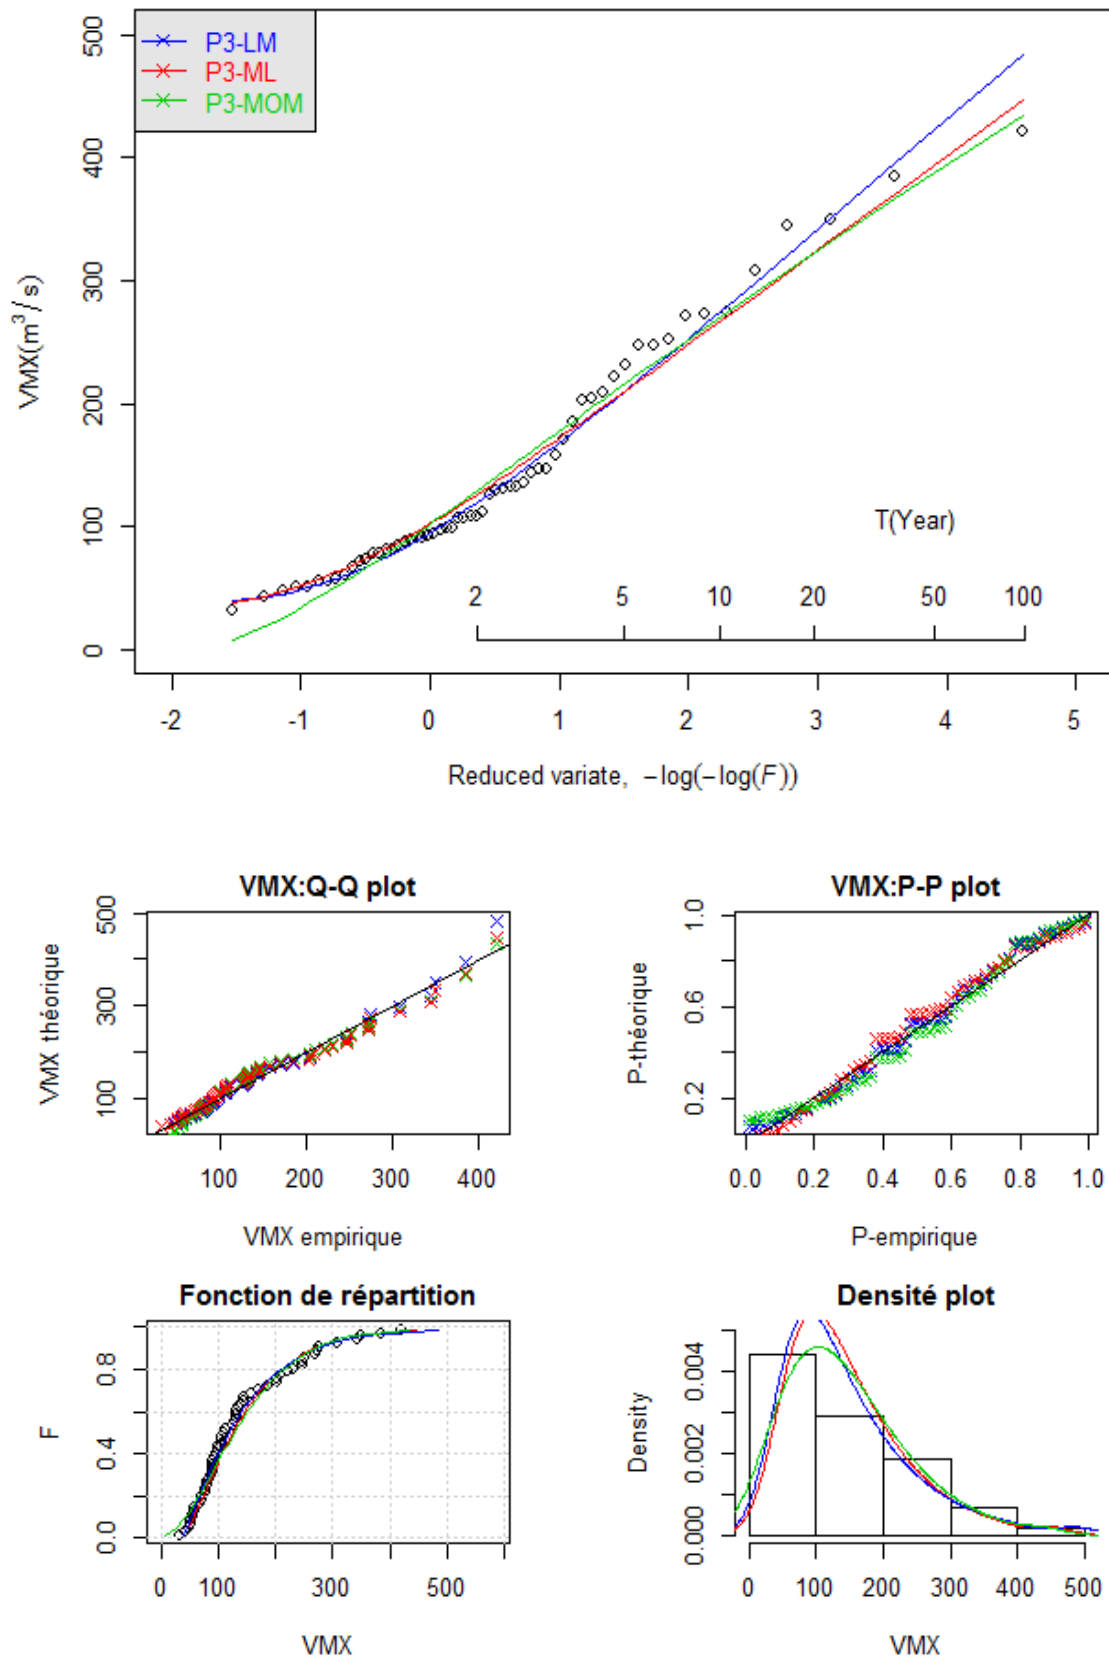 P3-LM
P3-ML
P3-MOM
0 100 200 300 400 500
VMX(m³/s)
T(Year)
2 5 10 20 50 100
-2 -1 0 1 2 3 4 5
Reduced variate, −log(−log(F))
VMX:Q-Q plot
VMX théorique
100 300 500
100 200 300 400
VMX empirique
VMX:P-P plot
P-théorique
0.2 0.6 1.0
0.0 0.2 0.4 0.6 0.8 1.0
P-empirique
Fonction de répartition
F
0.0 0.4 0.8
0 100 300 500
VMX
Densité plot
Density
0.000 0.002 0.004
0 100 200 300 400 500
VMX